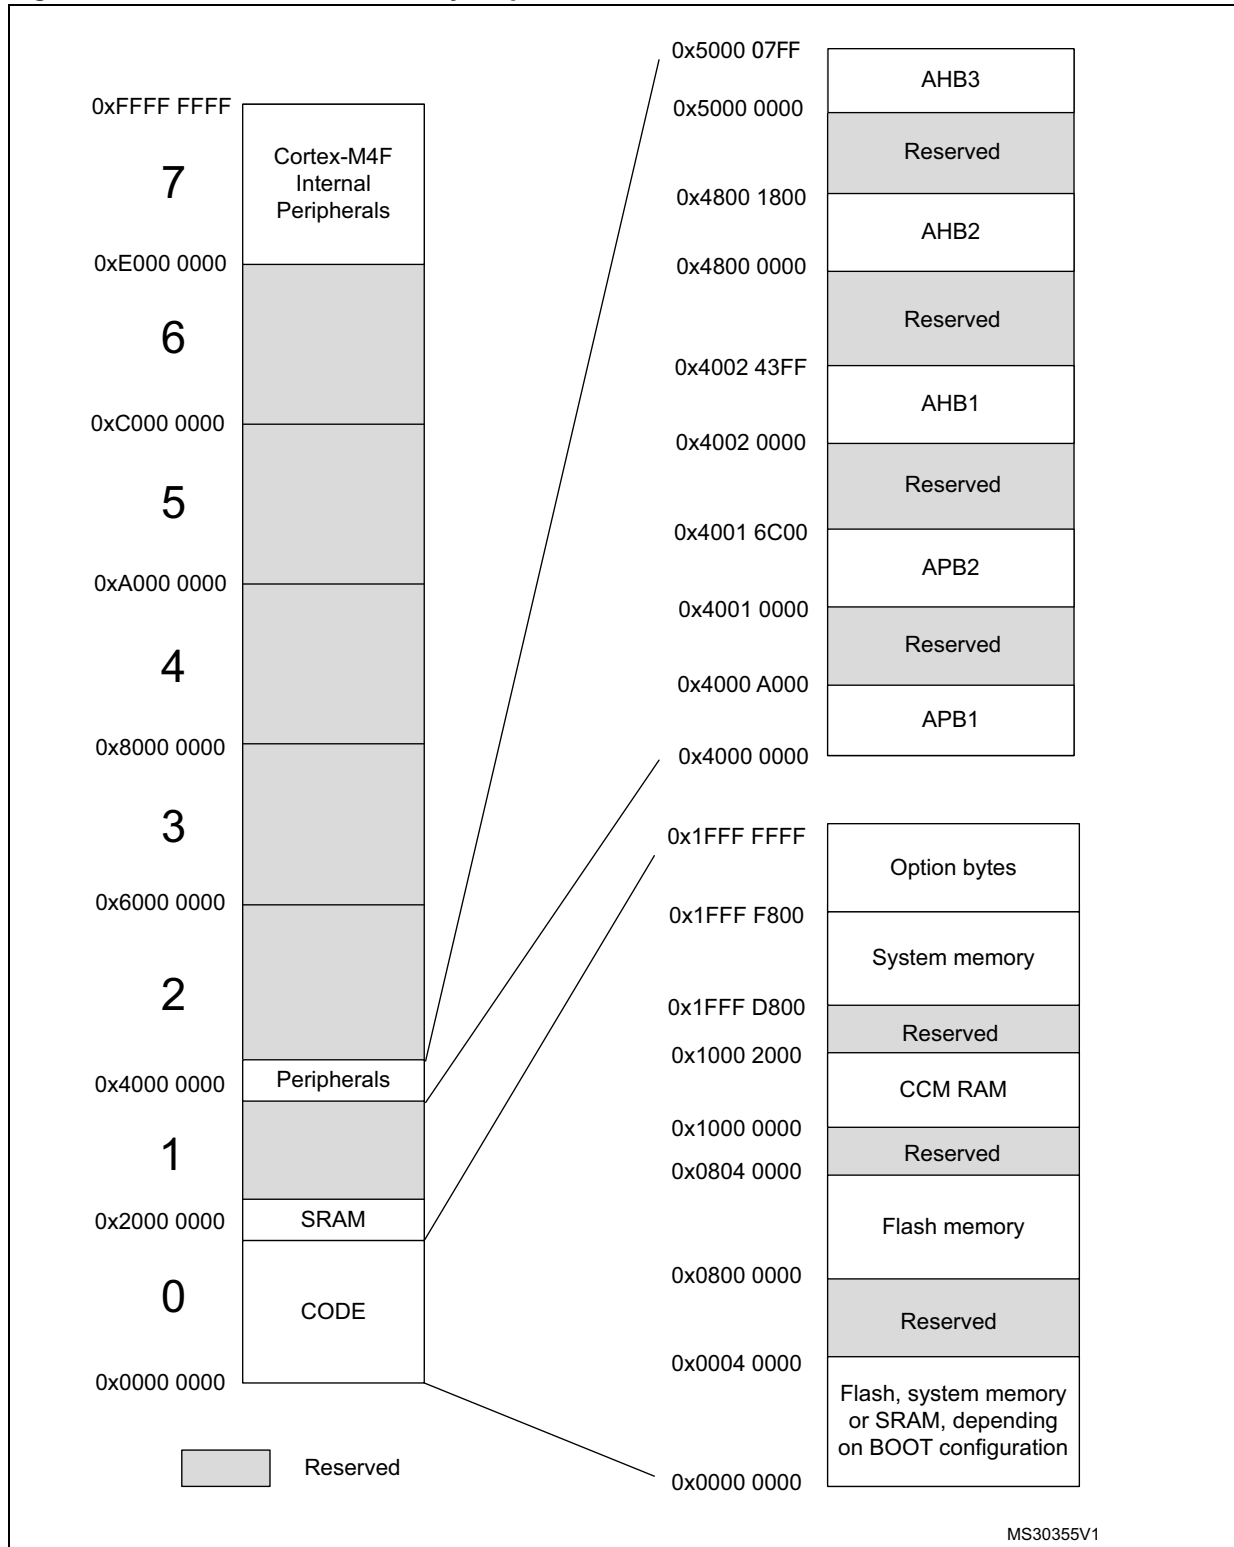 0xFFFF FFFF
7
Cortex-M4F
Internal
Peripherals
0xE000 0000
6
0xC000 0000
5
0xA000 0000
4
0x8000 0000
3
0x6000 0000
2
0x4000 0000
Peripherals
1
0x2000 0000
SRAM
0
CODE
0x0000 0000
Reserved
0x5000 07FF
AHB3
0x5000 0000
Reserved
0x4800 1800
AHB2
0x4800 0000
Reserved
0x4002 43FF
AHB1
0x4002 0000
Reserved
0x4001 6C00
APB2
0x4001 0000
Reserved
0x4000 A000
APB1
0x4000 0000
0x1FFF FFFF
Option bytes
0x1FFF F800
System memory
0x1FFF D800
Reserved
0x1000 2000
CCM RAM
0x1000 0000
Reserved
0x0804 0000
Flash memory
0x0800 0000
Reserved
0x0004 0000
Flash, system memory
or SRAM, depending
on BOOT configuration
0x0000 0000
MS30355V1